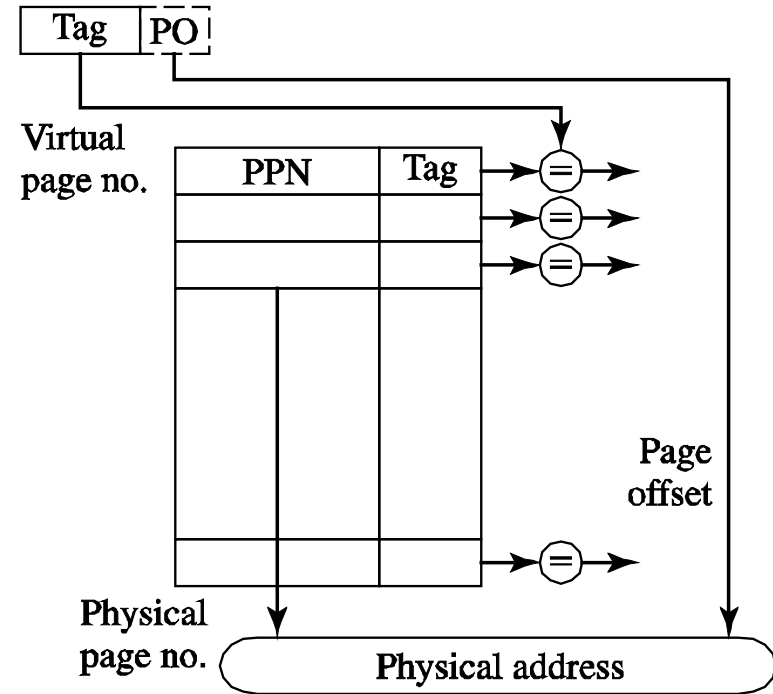 Tag PO
Virtual
page no.
PPN Tag
=
=
=
=
Page
offset
Physical
page no.
Physical address